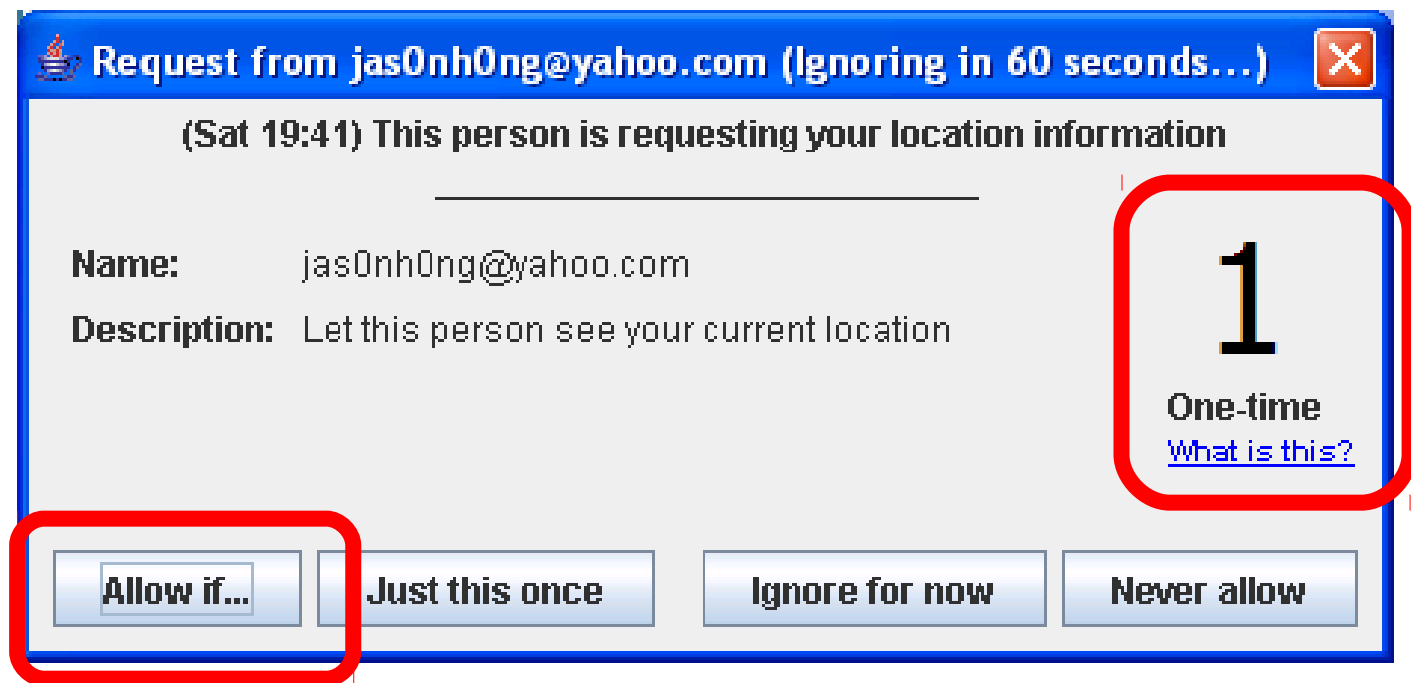 Request from jas0nh0ng@yahoo.com (Ignoring in 60 seconds...)
(Sat 19:41) This person is requesting your location information
Name: jas0nh0ng@yahoo.com
Description: Let this person see your current location
1
One-time
What is this?
Allow if... Just this once Ignore for now Never allow